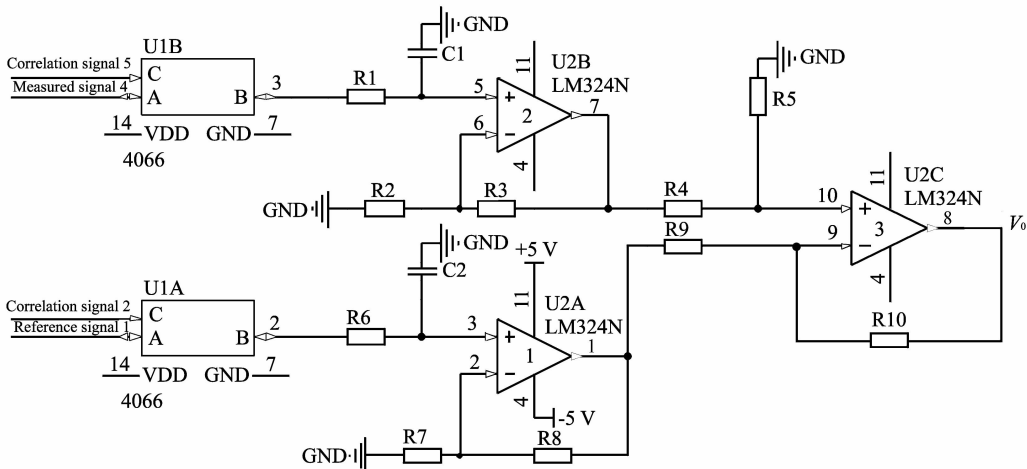 GND
U1B
C1
U2B
LM324N
Correlation signal 5
C
Measured signal 4
A
B
3
R1
5
+
2
7
11
6
−
4
14
VDD
GND
7
4066
GND
R5
R2
R3
R4
GND
10
+
3
9
−
11
4
U2C
LM324N
8
V0
R9
R10
GND
C2
+5 V
U1A
U2A
LM324N
Correlation signal 2
C
Reference signal 1
A
B
2
R6
3
+
1
1
11
2
−
4
-5 V
14
VDD
GND
7
4066
GND
R7
R8